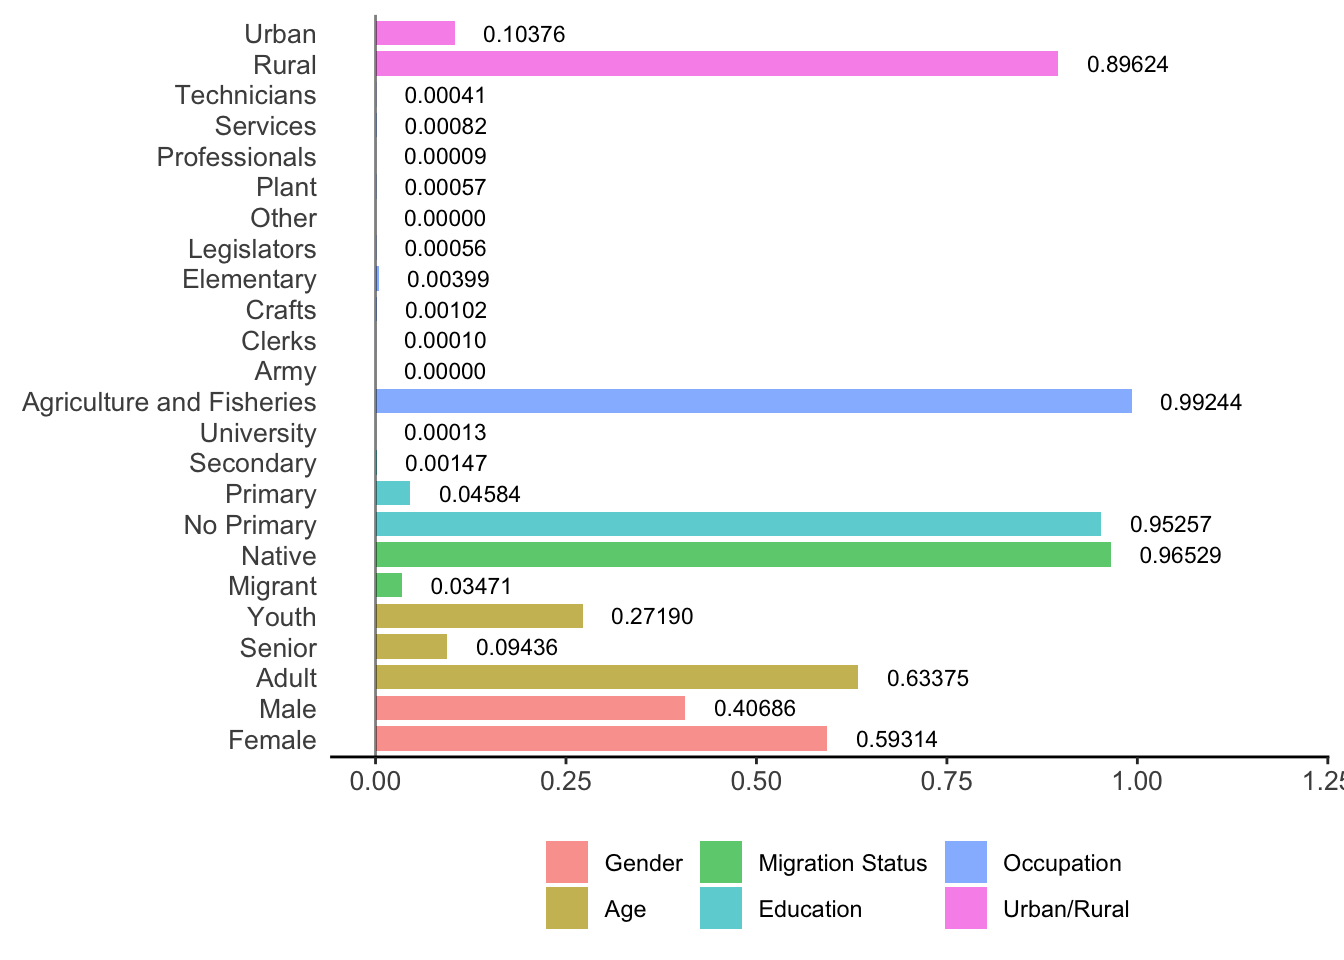 Urban 0.10376
Rural 0.89624
Technicians 0.00041
Services 0.00082
Professionals 0.00009
Plant 0.00057
Other 0.00000
Legislators 0.00056
Elementary 0.00399
Crafts 0.00102
Clerks 0.00010
Army 0.00000
Agriculture and Fisheries 0.99244
University 0.00013
Secondary 0.00147
Primary 0.04584
No Primary 0.95257
Native 0.96529
Migrant 0.03471
Youth 0.27190
Senior 0.09436
Adult 0.63375
Male 0.40686
Female 0.59314
0.00 0.25 0.50 0.75 1.00 1.25
Gender Migration Status Occupation
Age Education Urban/Rural